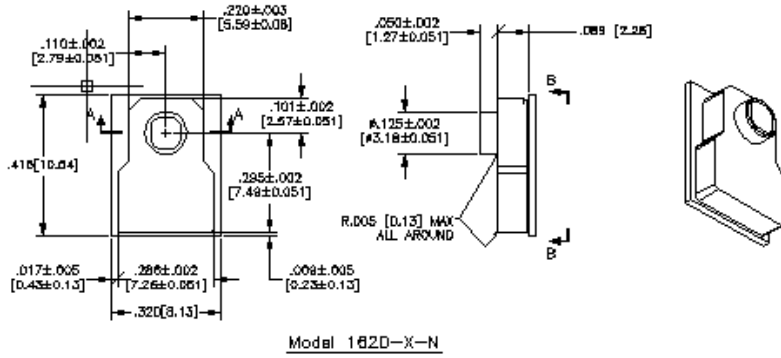 .220±.003
[5.59±0.08]
.110±.002
[2.79±0.051]
A
A
.101±.002
[2.57±0.051]
.418[10.64]
.295±.002
[7.49±0.051]
.017±.005
[0.43±0.13]
.286±.002
[7.26±0.051]
.009±.005
[0.23±0.13]
.320[8.13]
.050±.002
[1.27±0.051]
.089 [2.26]
B
ø.125±.002
[ø3.18±0.051]
R.005 [0.13] MAX
ALL AROUND
B
Model 1620-X-N